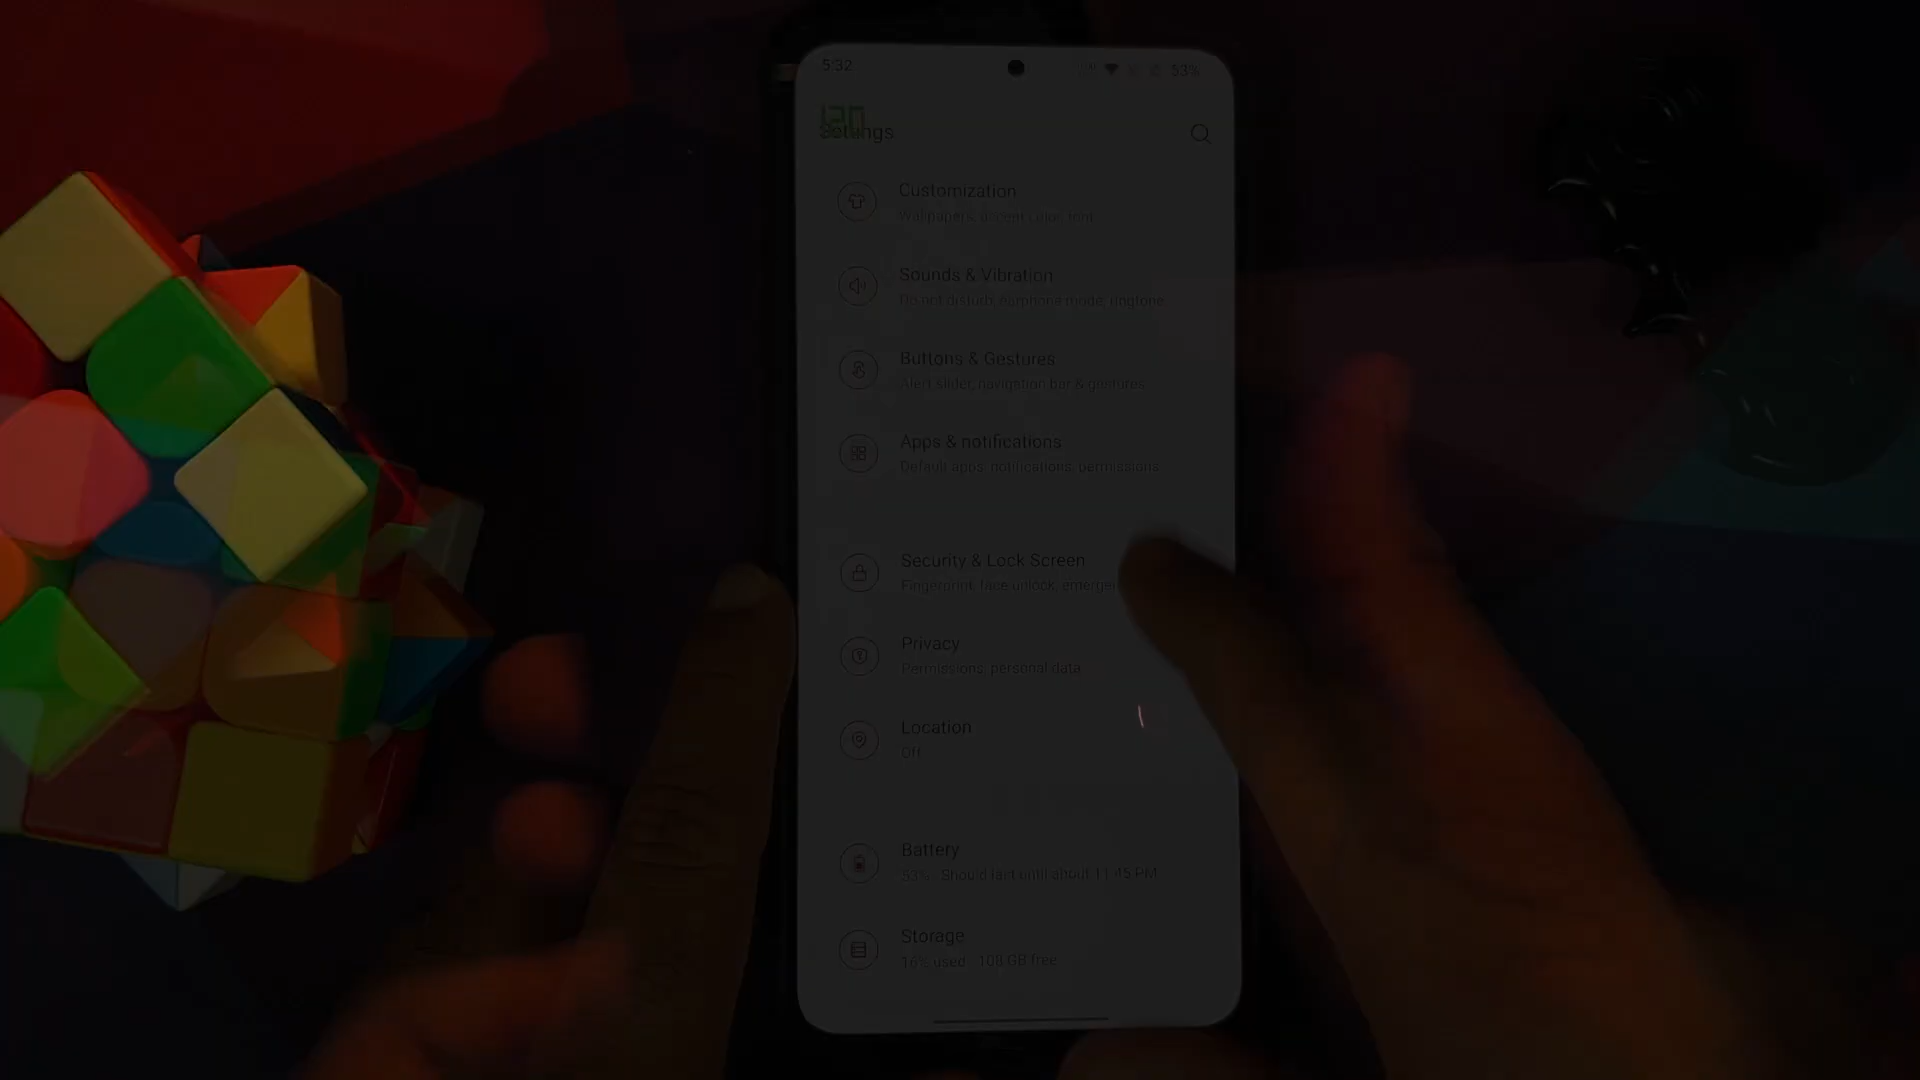 5:32
53%
120
Settings
Customization
Wallpapers, accent color, font
Sounds & Vibration
Do not disturb, earphone mode, ringtone
Buttons & Gestures
Alert slider, navigation bar & gestures
Apps & notifications
Default apps, notifications, permissions
Security & Lock Screen
Fingerprint, face unlock, emergen
Privacy
Permissions, personal data
Location
Off
Battery
53% - Should last until about 11:45 PM
Storage
16% used - 108 GB free